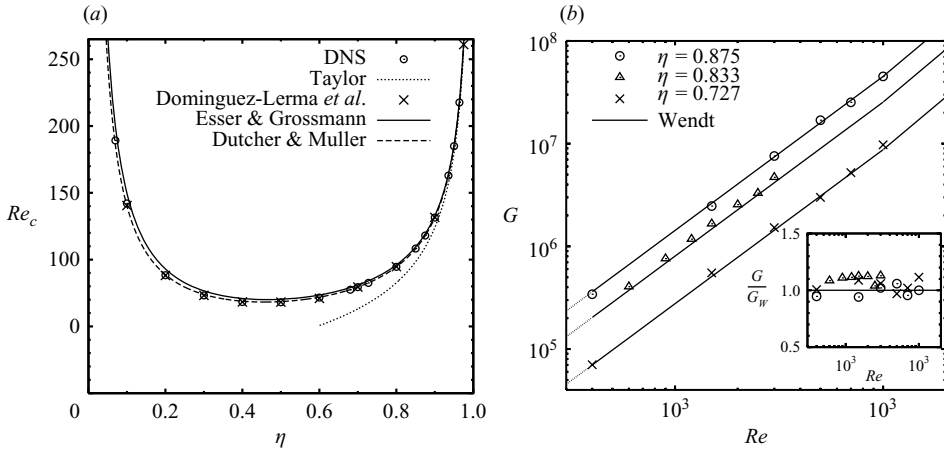 (a)
250
200
150
100
50
0
Re_c
0
0.2
0.4
0.6
0.8
1.0
η
DNS
Taylor
Dominguez-Lerma et al.
Esser & Grossmann
Dutcher & Muller
(b)
10^8
10^7
10^6
10^5
G
10^3
10^3
Re
η = 0.875
η = 0.833
η = 0.727
Wendt
1.5
1.0
0.5
G
G_W
10^3
10^3
Re